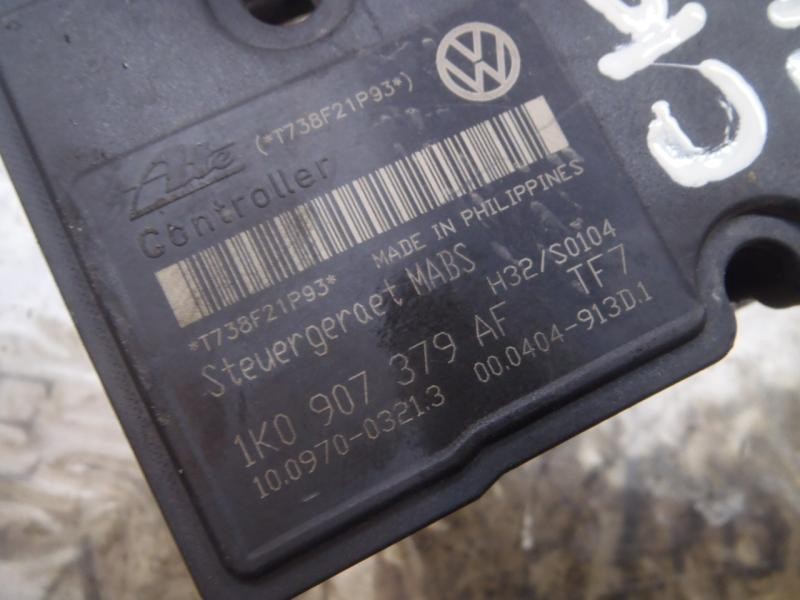 Ate (*T738F21P93*)
Controller
MADE IN PHILIPPINES
*T738F21P93*
Steuergeraet MABS H32/S0104
1K0 907 379 AF TF7
10.0970-0321.3 00.0404-913D.1